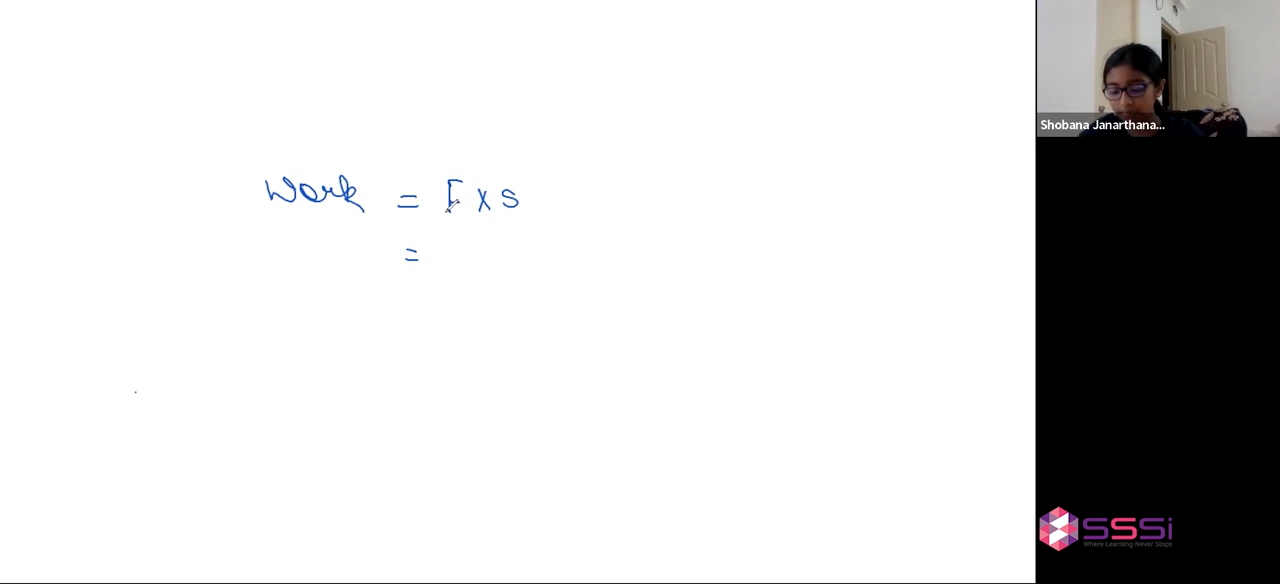 Work = F x s
=
Shobana Janarthana...
SSSi
Where Learning Never Stops